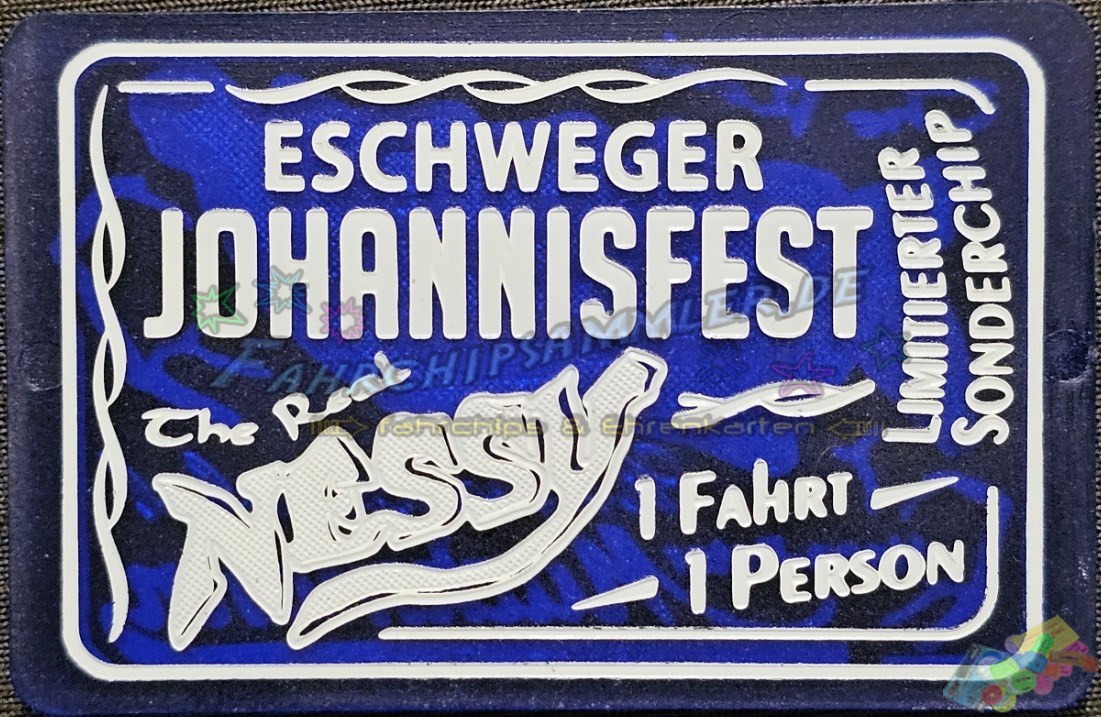 ESCHWEGER
JOHANNISFEST
LIMITIERTER
SONDERCHIP
FAHRCHIPSAMMLER.DE
Fahrchips & Ehrenkarten
The Real
NESSY
1 FAHRT
1 PERSON